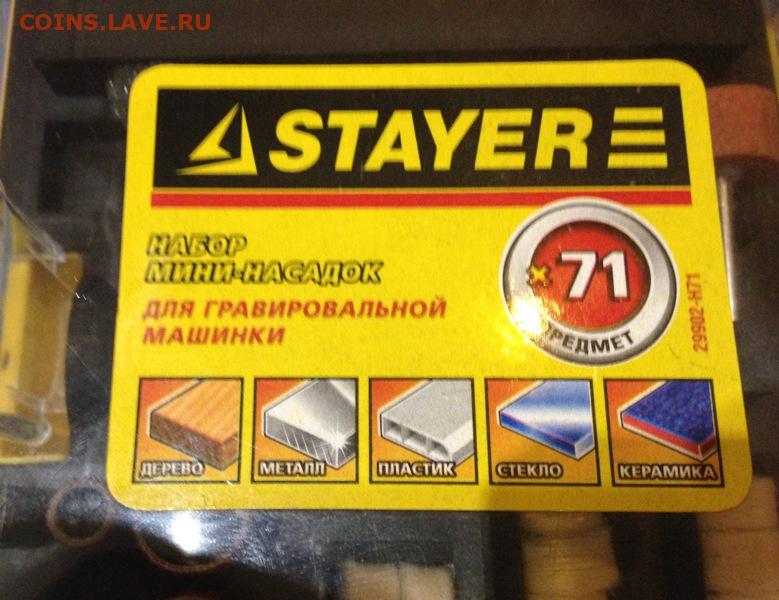 COINS.LAVE.RU
STAYER
НАБОР
МИНИ-НАСАДОК
ДЛЯ ГРАВИРОВАЛЬНОЙ
МАШИНКИ
x 71
ПРЕДМЕТ
29902-H71
ДЕРЕВО
МЕТАЛЛ
ПЛАСТИК
СТЕКЛО
КЕРАМИКА